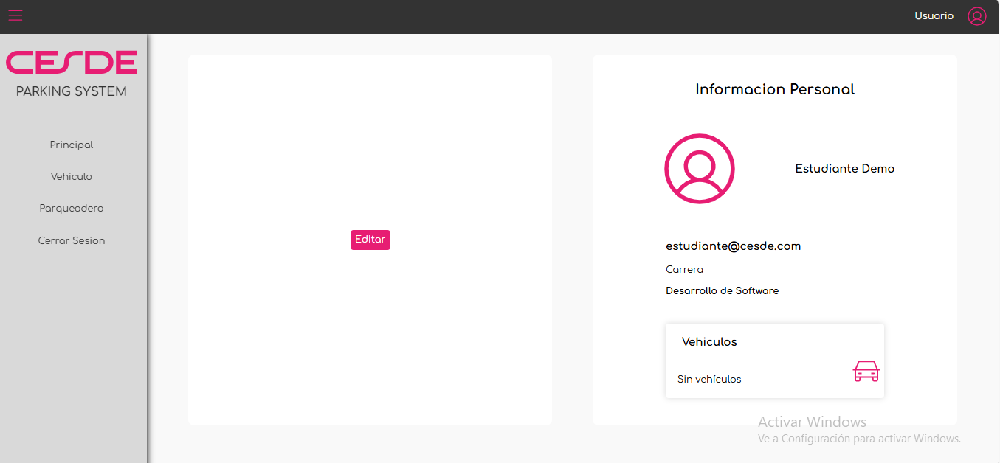 Usuario
CESDE
PARKING SYSTEM
Principal
Vehiculo
Parqueadero
Cerrar Sesion
Editar
Informacion Personal
Estudiante Demo
estudiante@cesde.com
Carrera
Desarrollo de Software
Vehiculos
Sin vehículos
Activar Windows
Ve a Configuración para activar Windows.